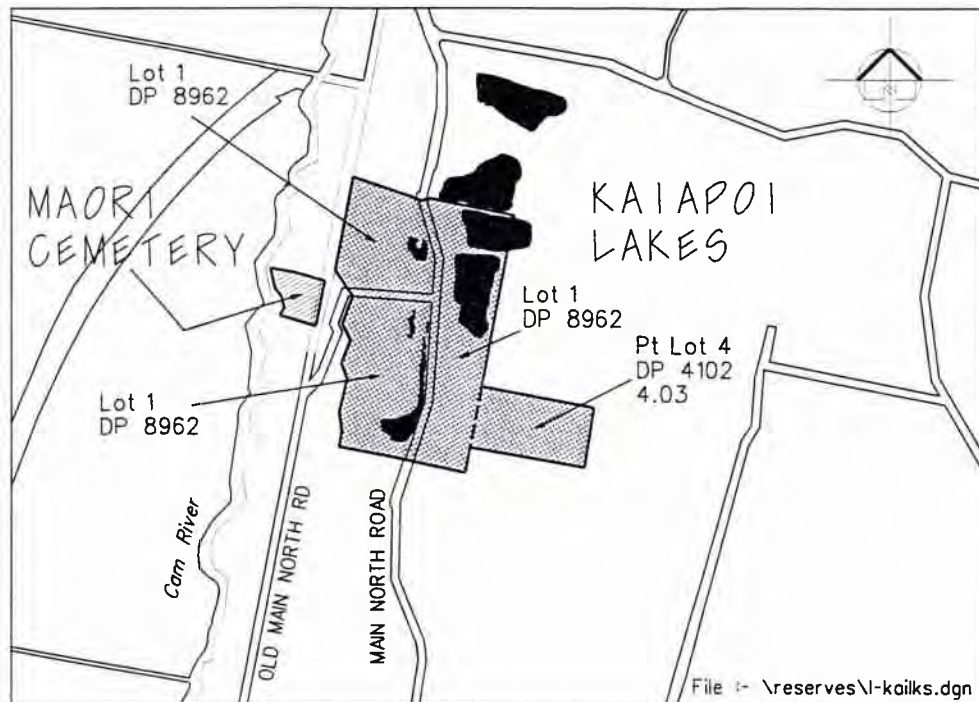 Lot 1
DP 8962
MAORI
CEMETERY
KAIAPOI
LAKES
Lot 1
DP 8962
Pt Lot 4
DP 4102
4.03
Lot 1
DP 8962
Cam River
OLD MAIN NORTH RD
MAIN NORTH ROAD
File :- \reserves\l-kailks.dgn